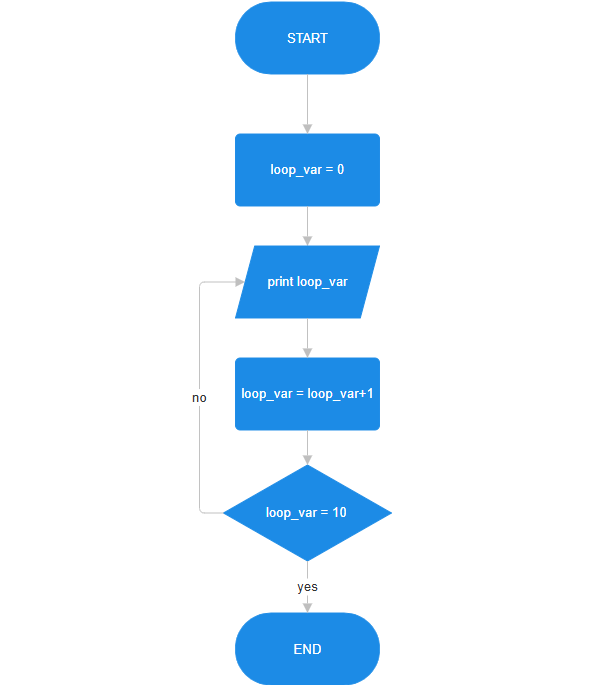 START
loop_var = 0
print loop_var
loop_var = loop_var+1
no
loop_var = 10
yes
END